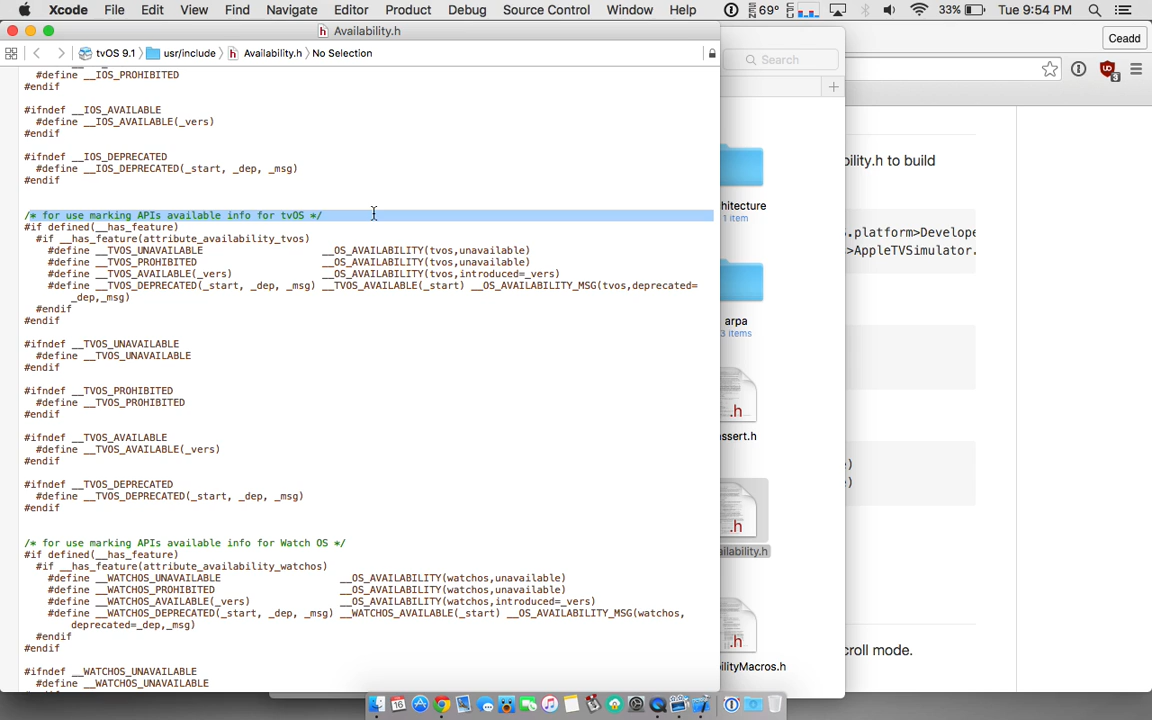 Xcode File Edit View Find Navigate Editor Product Debug Source Control Window Help 69° 33% Tue 9:54 PM
Availability.h
Ceadd
tvOS 9.1 usr/include Availability.h No Selection
Search
#define __IOS_PROHIBITED
#endif
#ifndef __IOS_AVAILABLE
#define __IOS_AVAILABLE(_vers)
#endif
#ifndef __IOS_DEPRECATED
#define __IOS_DEPRECATED(_start, _dep, _msg)
#endif
/* for use marking APIs available info for tvOS */
#if defined(__has_feature)
#if __has_feature(attribute_availability_tvos)
#define __TVOS_UNAVAILABLE __OS_AVAILABILITY(tvos,unavailable)
#define __TVOS_PROHIBITED __OS_AVAILABILITY(tvos,unavailable)
#define __TVOS_AVAILABLE(_vers) __OS_AVAILABILITY(tvos,introduced=_vers)
#define __TVOS_DEPRECATED(_start, _dep, _msg) __TVOS_AVAILABLE(_start) __OS_AVAILABILITY_MSG(tvos,deprecated=
_dep,_msg)
#endif
#endif
#ifndef __TVOS_UNAVAILABLE
#define __TVOS_UNAVAILABLE
#endif
#ifndef __TVOS_PROHIBITED
#define __TVOS_PROHIBITED
#endif
#ifndef __TVOS_AVAILABLE
#define __TVOS_AVAILABLE(_vers)
#endif
#ifndef __TVOS_DEPRECATED
#define __TVOS_DEPRECATED(_start, _dep, _msg)
#endif
/* for use marking APIs available info for Watch OS */
#if defined(__has_feature)
#if __has_feature(attribute_availability_watchos)
#define __WATCHOS_UNAVAILABLE __OS_AVAILABILITY(watchos,unavailable)
#define __WATCHOS_PROHIBITED __OS_AVAILABILITY(watchos,unavailable)
#define __WATCHOS_AVAILABLE(_vers) __OS_AVAILABILITY(watchos,introduced=_vers)
#define __WATCHOS_DEPRECATED(_start, _dep, _msg) __WATCHOS_AVAILABLE(_start) __OS_AVAILABILITY_MSG(watchos,
deprecated=_dep,_msg)
#endif
#endif
#ifndef __WATCHOS_UNAVAILABLE
#define __WATCHOS_UNAVAILABLE
hitecture
1 item
arpa
3 items
.h
ssert.h
.h
ailability.h
.h
ilityMacros.h
bility.h to build
s.platform>Develope
>AppleTVSimulator.
)
)
croll mode.
3
16